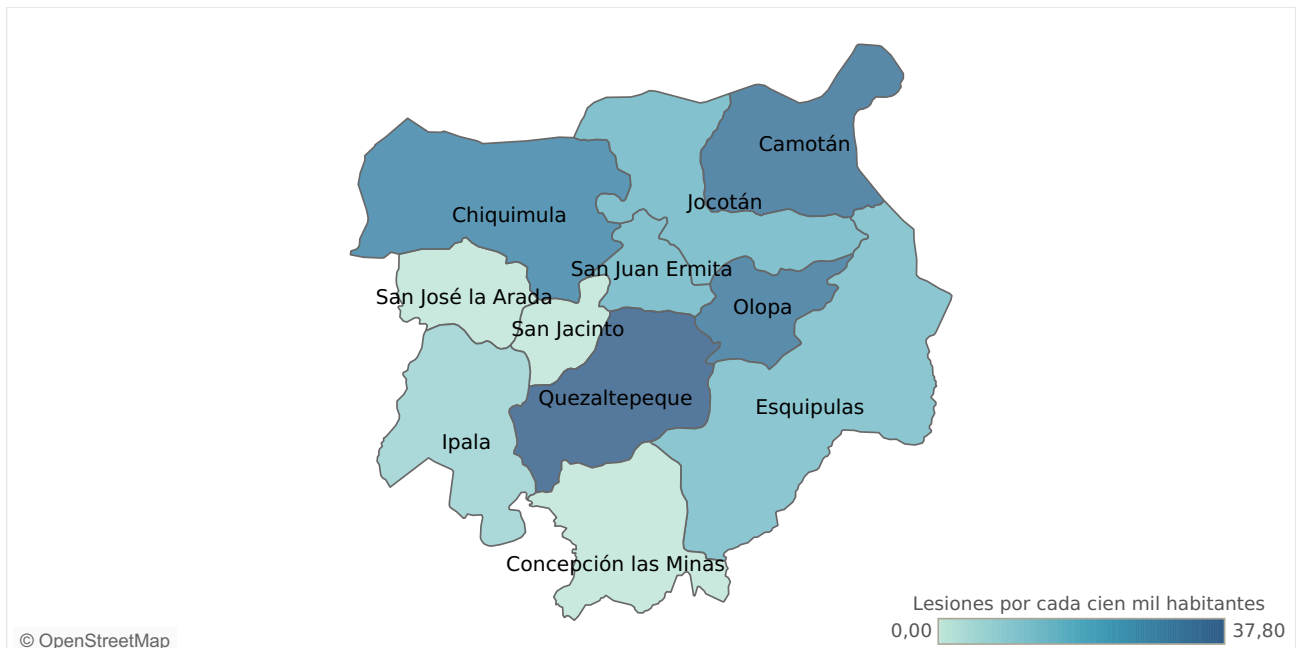 Camotán
Jocotán
Chiquimula
San Juan Ermita
San José la Arada
Olopa
San Jacinto
Quezaltepeque
Esquipulas
Ipala
Concepción las Minas
Lesiones por cada cien mil habitantes
0,00 37,80
© OpenStreetMap